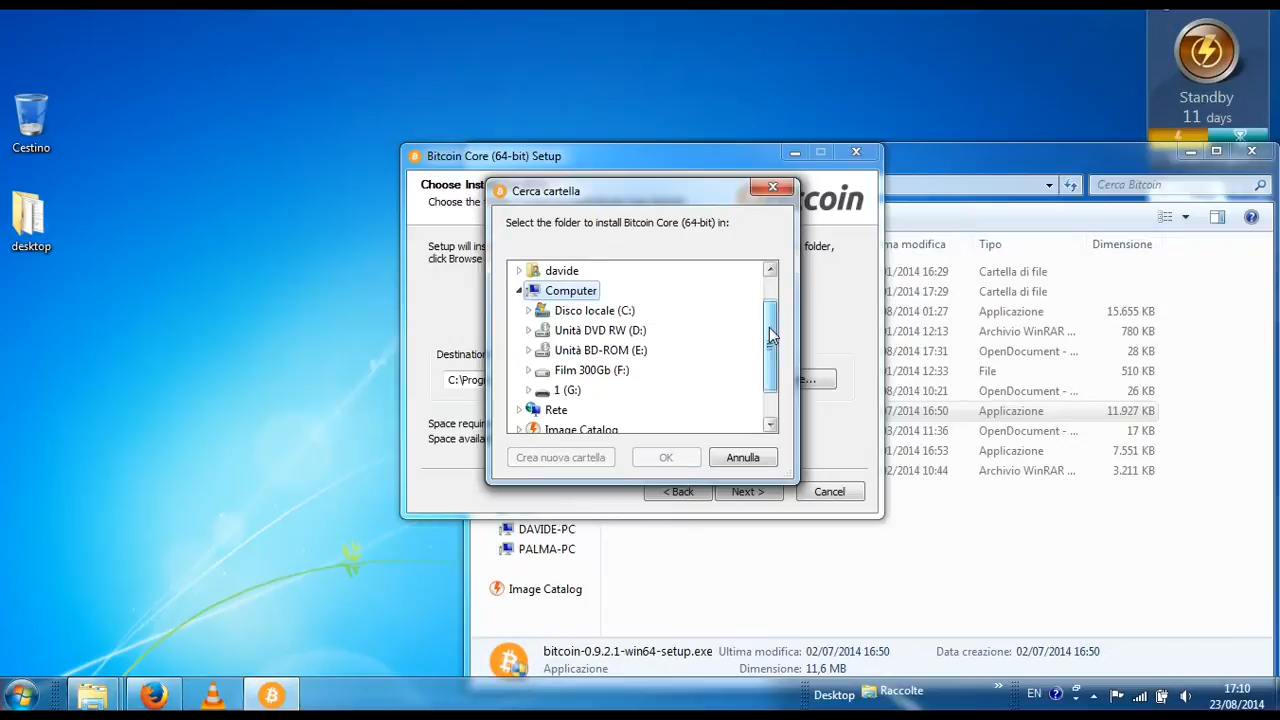 Standby
11 days
Cestino
desktop
Bitcoin Core (64-bit) Setup
Choose Inst
Choose the
tcoin
Cerca Bitcoin
Cerca cartella
Select the folder to install Bitcoin Core (64-bit) in:
Setup will ins
folder,
click Browse
davide
Computer
Disco locale (C:)
Unità DVD RW (D:)
Unità BD-ROM (E:)
Film 300Gb (F:)
1 (G:)
Rete
Image Catalog
Destination
C:\Prog
e...
Space requir
Space availa
Crea nuova cartella
OK
Annulla
< Back
Next >
Cancel
ma modifica
Tipo
Dimensione
01/2014 16:29
Cartella di file
01/2014 17:29
Cartella di file
08/2014 01:27
Applicazione
15.655 KB
01/2014 12:13
Archivio WinRAR ...
780 KB
08/2014 17:31
OpenDocument - ...
28 KB
01/2014 12:33
File
510 KB
08/2014 10:21
OpenDocument - ...
26 KB
07/2014 16:50
Applicazione
11.927 KB
03/2014 11:36
OpenDocument - ...
17 KB
01/2014 16:53
Applicazione
7.551 KB
02/2014 10:44
Archivio WinRAR ...
3.211 KB
DAVIDE-PC
PALMA-PC
Image Catalog
bitcoin-0.9.2.1-win64-setup.exe
Ultima modifica: 02/07/2014 16:50
Data creazione: 02/07/2014 16:50
Applicazione
Dimensione: 11,6 MB
Desktop
Raccolte
»
EN
17:10
23/08/2014